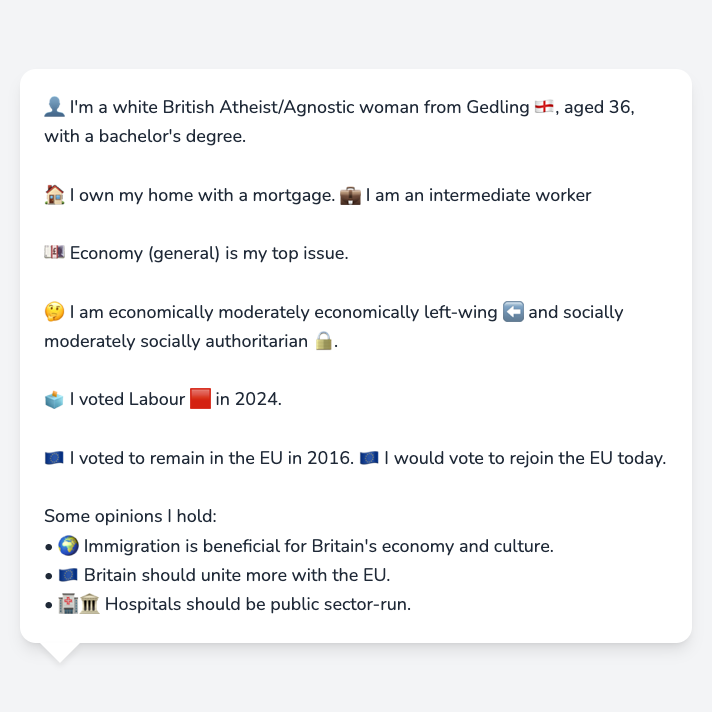 👤 I'm a white British Atheist/Agnostic woman from Gedling 🏴󠁧󠁢󠁥󠁮󠁧󠁿, aged 36,
with a bachelor's degree.
🏠 I own my home with a mortgage. 💼 I am an intermediate worker
💷 Economy (general) is my top issue.
🤔 I am economically moderately economically left-wing ⬅️ and socially
moderately socially authoritarian 🔒.
🗳️ I voted Labour 🟥 in 2024.
🇪🇺 I voted to remain in the EU in 2016. 🇪🇺 I would vote to rejoin the EU today.
Some opinions I hold:
• 🌍 Immigration is beneficial for Britain's economy and culture.
• 🇪🇺 Britain should unite more with the EU.
• 🏥🏛️ Hospitals should be public sector-run.